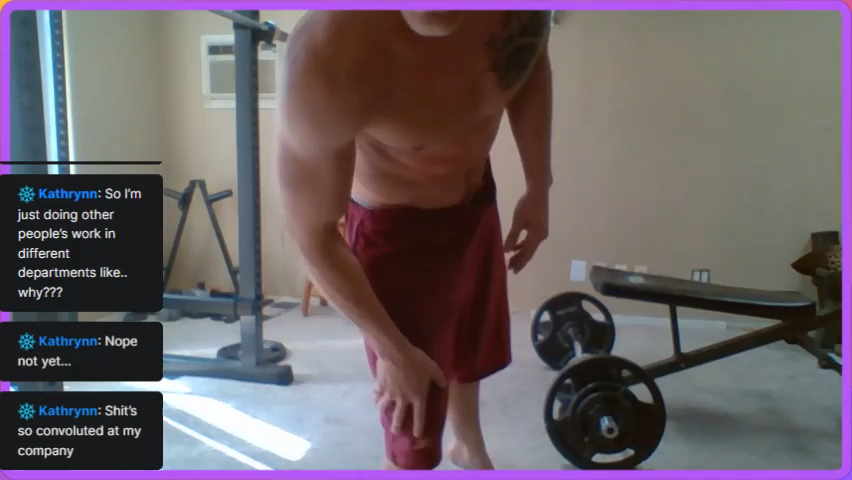 Kathrynn: So I'm
just doing other
people's work in
different
departments like..
why???
Kathrynn: Nope
not yet...
Kathrynn: Shit's
so convoluted at my
company